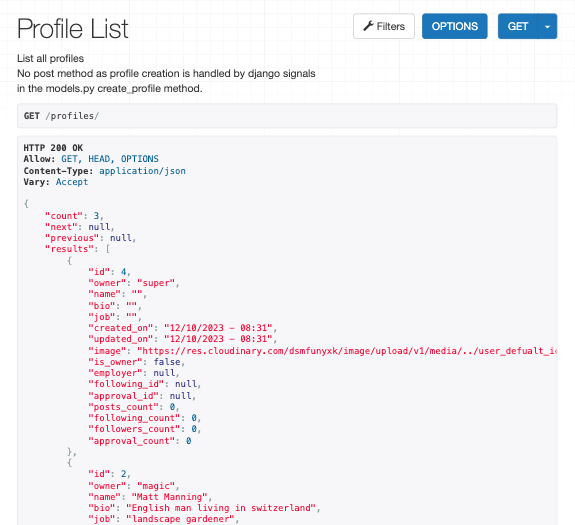 Profile List
Filters
OPTIONS
GET
List all profiles
No post method as profile creation is handled by django signals
in the models.py create_profile method.
GET /profiles/
HTTP 200 OK
Allow: GET, HEAD, OPTIONS
Content-Type: application/json
Vary: Accept
{
"count": 3,
"next": null,
"previous": null,
"results": [
{
"id": 4,
"owner": "super",
"name": "",
"bio": "",
"job": "",
"created_on": "12/10/2023 - 08:31",
"updated_on": "12/10/2023 - 08:31",
"image": "https://res.cloudinary.com/dsmfunyxk/image/upload/v1/media/../user_defualt_i
"is_owner": false,
"employer": null,
"following_id": null,
"approval_id": null,
"posts_count": 0,
"following_count": 0,
"followers_count": 0,
"approval_count": 0
},
{
"id": 2,
"owner": "magic",
"name": "Matt Manning",
"bio": "English man living in switzerland",
"job": "landscape gardener",